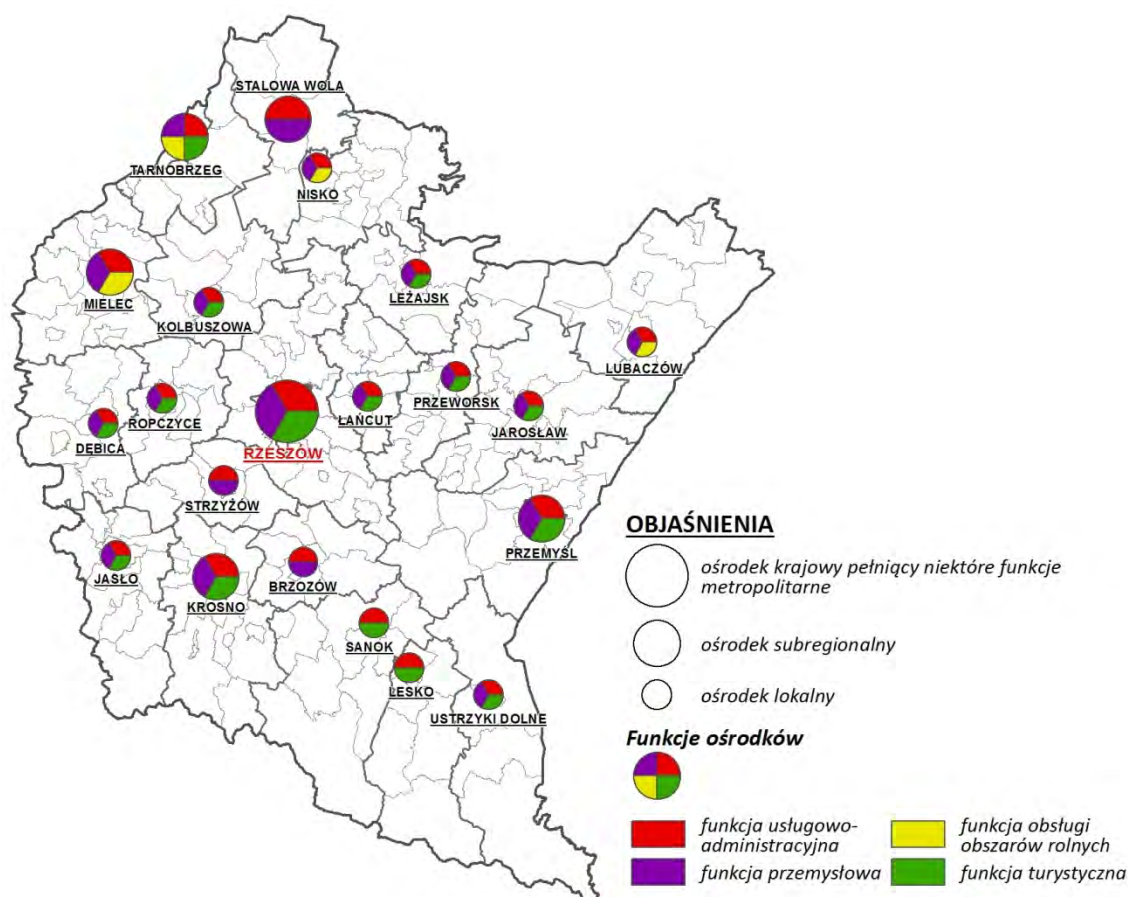 STALOWA WOLA
TARNOBRZEG
NISKO
MIELEC
KOLBUSZOWA
LEŻAJSK
LUBACZÓW
DĘBICA
ROPCZYCE
RZESZÓW
ŁAŃCUT
PRZEWORSK
JAROSŁAW
STRZYŻÓW
PRZEMYŚL
JASŁO
KROSNO
BRZOZÓW
SANOK
LESKO
USTRZYKI DOLNE
OBJAŚNIENIA
ośrodek krajowy pełniący niektóre funkcje
metropolitarne
ośrodek subregionalny
ośrodek lokalny
Funkcje ośrodków
funkcja usługowo-
administracyjna
funkcja przemysłowa
funkcja obsługi
obszarów rolnych
funkcja turystyczna